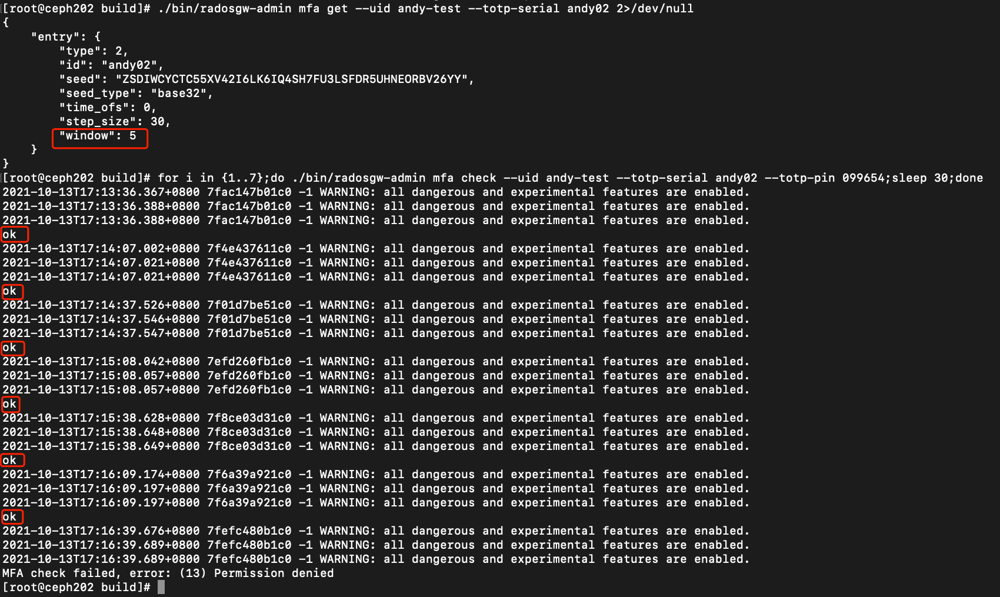 [root@ceph202 build]# ./bin/radosgw-admin mfa get --uid andy-test --totp-serial andy02 2>/dev/null
{
    "entry": {
        "type": 2,
        "id": "andy02",
        "seed": "ZSDIWCYCTC55XV42I6LK6IQ4SH7FU3LSFDR5UHNEORBV26YY",
        "seed_type": "base32",
        "time_ofs": 0,
        "step_size": 30,
        "window": 5
    }
}
[root@ceph202 build]# for i in {1..7};do ./bin/radosgw-admin mfa check --uid andy-test --totp-serial andy02 --totp-pin 099654;sleep 30;done
2021-10-13T17:13:36.367+0800 7fac147b01c0 -1 WARNING: all dangerous and experimental features are enabled.
2021-10-13T17:13:36.388+0800 7fac147b01c0 -1 WARNING: all dangerous and experimental features are enabled.
2021-10-13T17:13:36.388+0800 7fac147b01c0 -1 WARNING: all dangerous and experimental features are enabled.
ok
2021-10-13T17:14:07.002+0800 7f4e437611c0 -1 WARNING: all dangerous and experimental features are enabled.
2021-10-13T17:14:07.021+0800 7f4e437611c0 -1 WARNING: all dangerous and experimental features are enabled.
2021-10-13T17:14:07.021+0800 7f4e437611c0 -1 WARNING: all dangerous and experimental features are enabled.
ok
2021-10-13T17:14:37.526+0800 7f01d7be51c0 -1 WARNING: all dangerous and experimental features are enabled.
2021-10-13T17:14:37.546+0800 7f01d7be51c0 -1 WARNING: all dangerous and experimental features are enabled.
2021-10-13T17:14:37.547+0800 7f01d7be51c0 -1 WARNING: all dangerous and experimental features are enabled.
ok
2021-10-13T17:15:08.042+0800 7efd260fb1c0 -1 WARNING: all dangerous and experimental features are enabled.
2021-10-13T17:15:08.057+0800 7efd260fb1c0 -1 WARNING: all dangerous and experimental features are enabled.
2021-10-13T17:15:08.057+0800 7efd260fb1c0 -1 WARNING: all dangerous and experimental features are enabled.
ok
2021-10-13T17:15:38.628+0800 7f8ce03d31c0 -1 WARNING: all dangerous and experimental features are enabled.
2021-10-13T17:15:38.648+0800 7f8ce03d31c0 -1 WARNING: all dangerous and experimental features are enabled.
2021-10-13T17:15:38.649+0800 7f8ce03d31c0 -1 WARNING: all dangerous and experimental features are enabled.
ok
2021-10-13T17:16:09.174+0800 7f6a39a921c0 -1 WARNING: all dangerous and experimental features are enabled.
2021-10-13T17:16:09.197+0800 7f6a39a921c0 -1 WARNING: all dangerous and experimental features are enabled.
2021-10-13T17:16:09.197+0800 7f6a39a921c0 -1 WARNING: all dangerous and experimental features are enabled.
ok
2021-10-13T17:16:39.676+0800 7fefc480b1c0 -1 WARNING: all dangerous and experimental features are enabled.
2021-10-13T17:16:39.689+0800 7fefc480b1c0 -1 WARNING: all dangerous and experimental features are enabled.
2021-10-13T17:16:39.689+0800 7fefc480b1c0 -1 WARNING: all dangerous and experimental features are enabled.
MFA check failed, error: (13) Permission denied
[root@ceph202 build]#